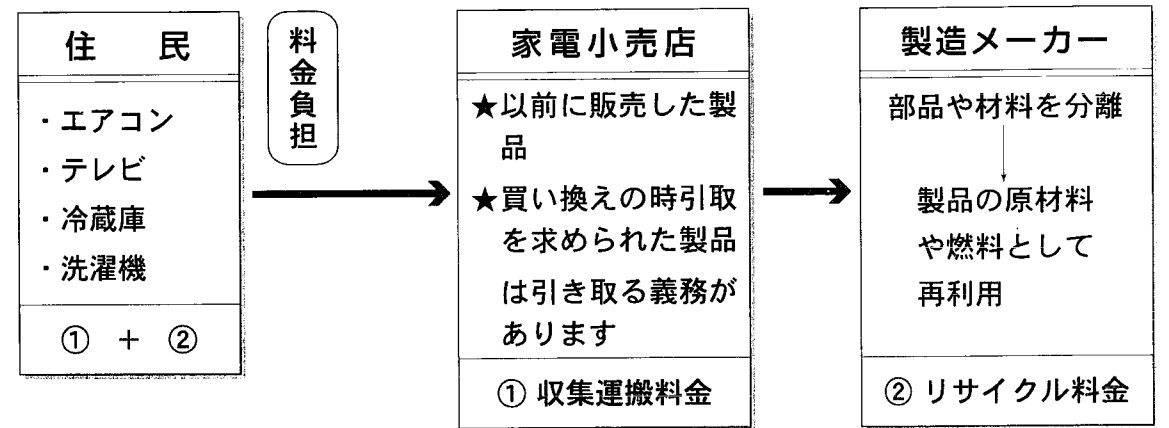 住　民
・エアコン
・テレビ
・冷蔵庫
・洗濯機
① + ②
料金負担
家電小売店
★以前に販売した製
品
★買い換えの時引取
を求められた製品
は引き取る義務が
あります
① 収集運搬料金
製造メーカー
部品や材料を分離
製品の原材料
や燃料として
再利用
② リサイクル料金